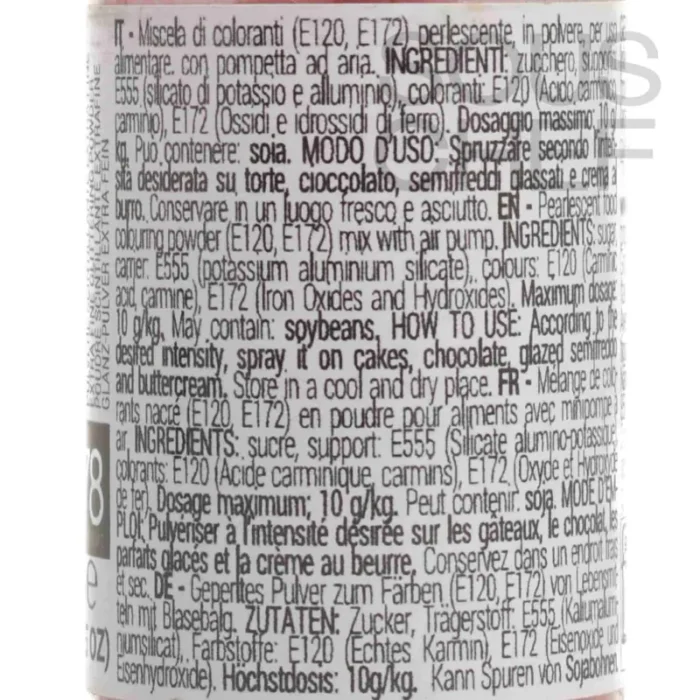 IT - Miscela di coloranti (E120, E172) perlescente, in polvere, per uso
alimentare, con pompetta ad aria. INGREDIENTI: zucchero, supporto:
E555 (silicato di potassio e alluminio), coloranti: E120 (Acido carminico,
carminio), E172 (Ossidi e idrossidi di ferro). Dosaggio massimo: 10 g/
kg. Può contenere: soia. MODO D'USO: Spruzzare secondo l'inten-
sità desiderata su torte, cioccolato, semifreddi glassati e crema al
burro. Conservare in un luogo fresco e asciutto. EN - Pearlescent food
colouring powder (E120, E172) mix with air pump. INGREDIENTS: sugar,
carrier: E555 (potassium aluminium silicate), colours: E120 (Carminic
acid, carmine), E172 (Iron Oxides and Hydroxides). Maximum dosage:
10 g/kg. May contain: soybeans. HOW TO USE: According to the
desired intensity, spray it on cakes, chocolate, glazed semifreddo
and buttercream. Store in a cool and dry place. FR - Mélange de colo-
rants nacré (E120, E172) en poudre pour aliments avec minipompe à
air. INGRÉDIENTS: sucre, support: E555 (Silicate alumino-potassique),
colorants: E120 (Acide carminique, carmins), E172 (Oxyde et Hydroxyde
de fer). Dosage maximum: 10 g/kg. Peut contenir: soja. MODE D'EM-
PLOI: Pulvériser à l'intensité désirée sur les gâteaux, le chocolat, les
parfaits glacés et la crème au beurre. Conservez dans un endroit frais
et sec. DE - Geperltes Pulver zum Färben (E120, E172) von Lebensmit-
teln mit Blasebalg. ZUTATEN: Zucker, Trägerstoff: E555 (Kaliumalumi-
niumsilicat), Farbstoffe: E120 (Echtes Karmin), E172 (Eisenoxide und
Eisenhydroxide). Höchstdosis: 10g/kg. Kann Spuren von Sojabohnen
GLANZ-PULVER EXTRA FEIN
8
e
oz)